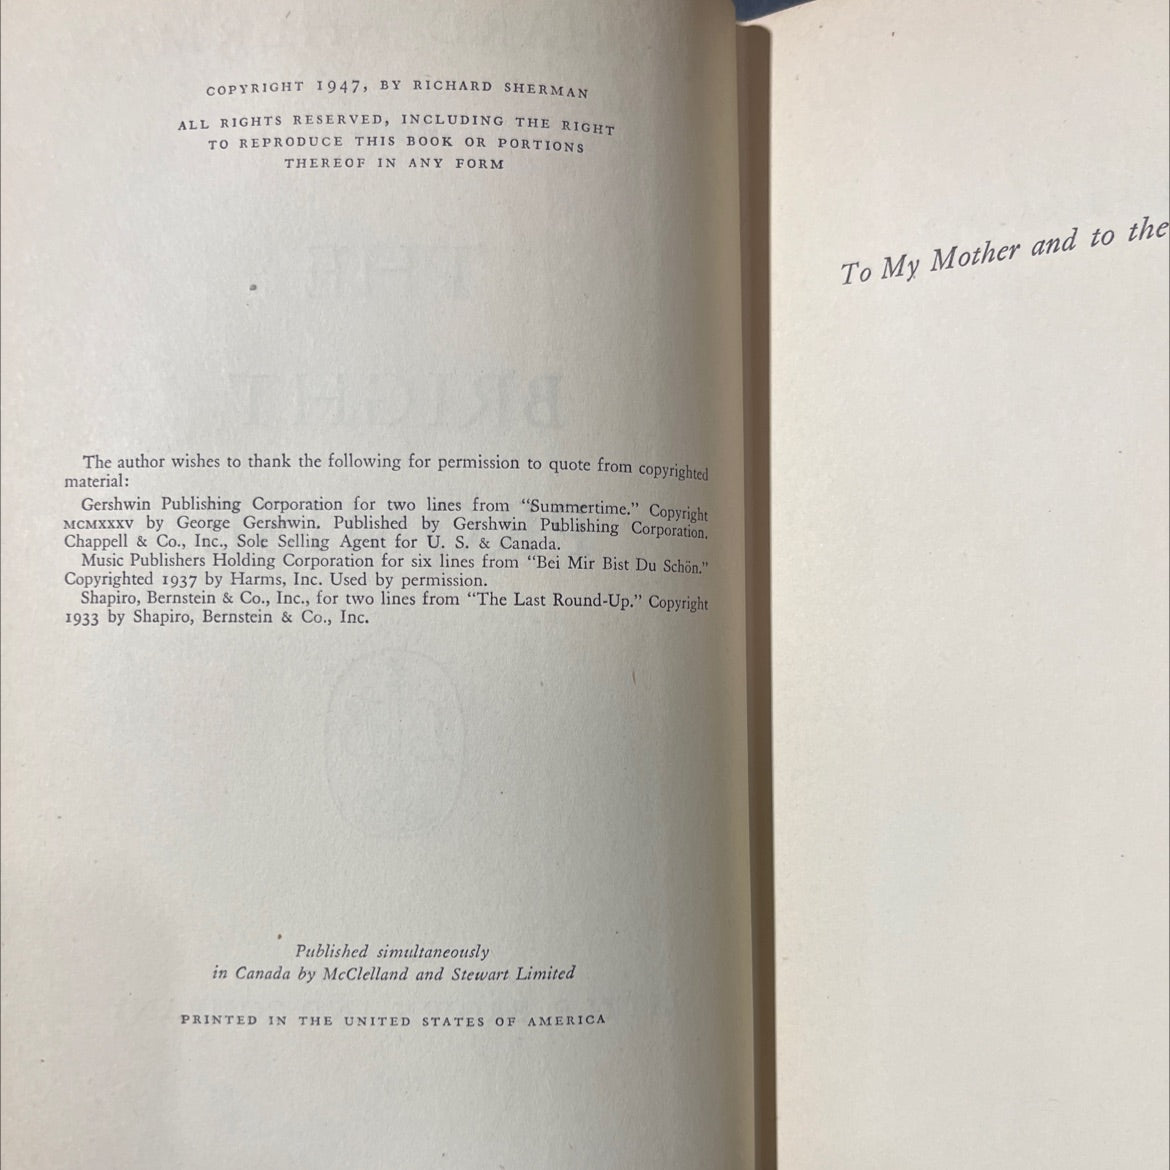 COPYRIGHT 1947, BY RICHARD SHERMAN
ALL RIGHTS RESERVED, INCLUDING THE RIGHT
TO REPRODUCE THIS BOOK OR PORTIONS
THEREOF IN ANY FORM
The author wishes to thank the following for permission to quote from copyrighted
material:
Gershwin Publishing Corporation for two lines from “Summertime.” Copyright
MCMXXXV by George Gershwin. Published by Gershwin Publishing Corporation.
Chappell & Co., Inc., Sole Selling Agent for U. S. & Canada.
Music Publishers Holding Corporation for six lines from “Bei Mir Bist Du Schön.”
Copyrighted 1937 by Harms, Inc. Used by permission.
Shapiro, Bernstein & Co., Inc., for two lines from “The Last Round-Up.” Copyright
1933 by Shapiro, Bernstein & Co., Inc.
Published simultaneously
in Canada by McClelland and Stewart Limited
PRINTED IN THE UNITED STATES OF AMERICA
To My Mother and to the